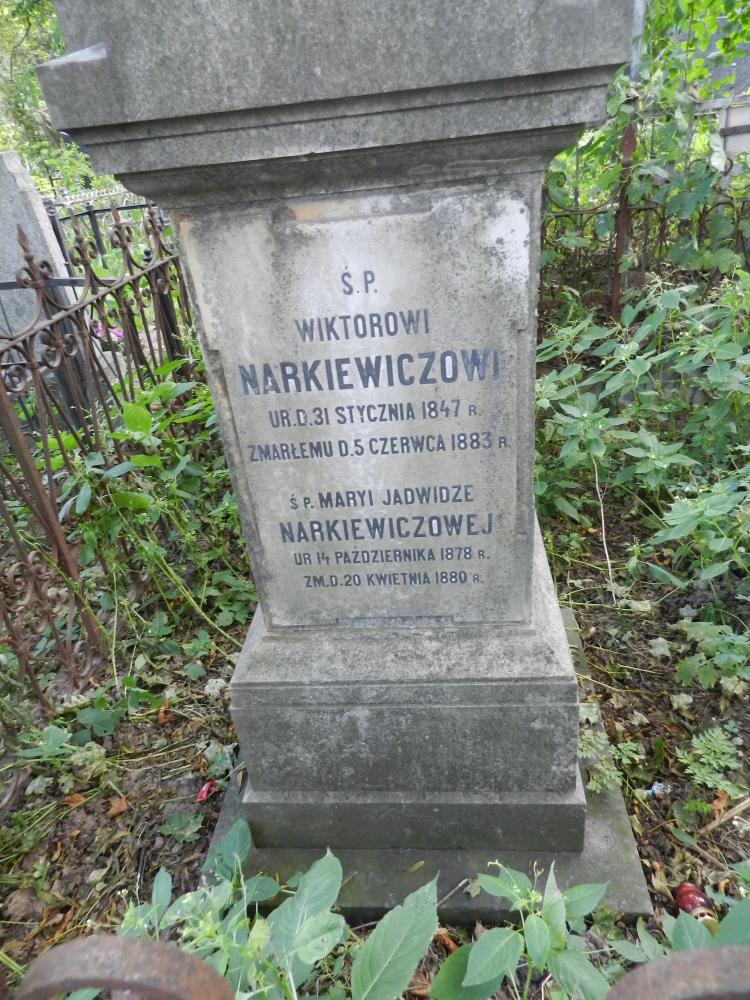 Ś.P.
WIKTOROWI
NARKIEWICZOWI
UR.D.31 STYCZNIA 1847 R.
ZMARŁEMU D.5 CZERWCA 1883 R.
Ś P. MARYI JADWIDZE
NARKIEWICZOWEJ
UR 14 PAŹDZIERNIKA 1878 R.
ZM.D.20 KWIETNIA 1880 R.